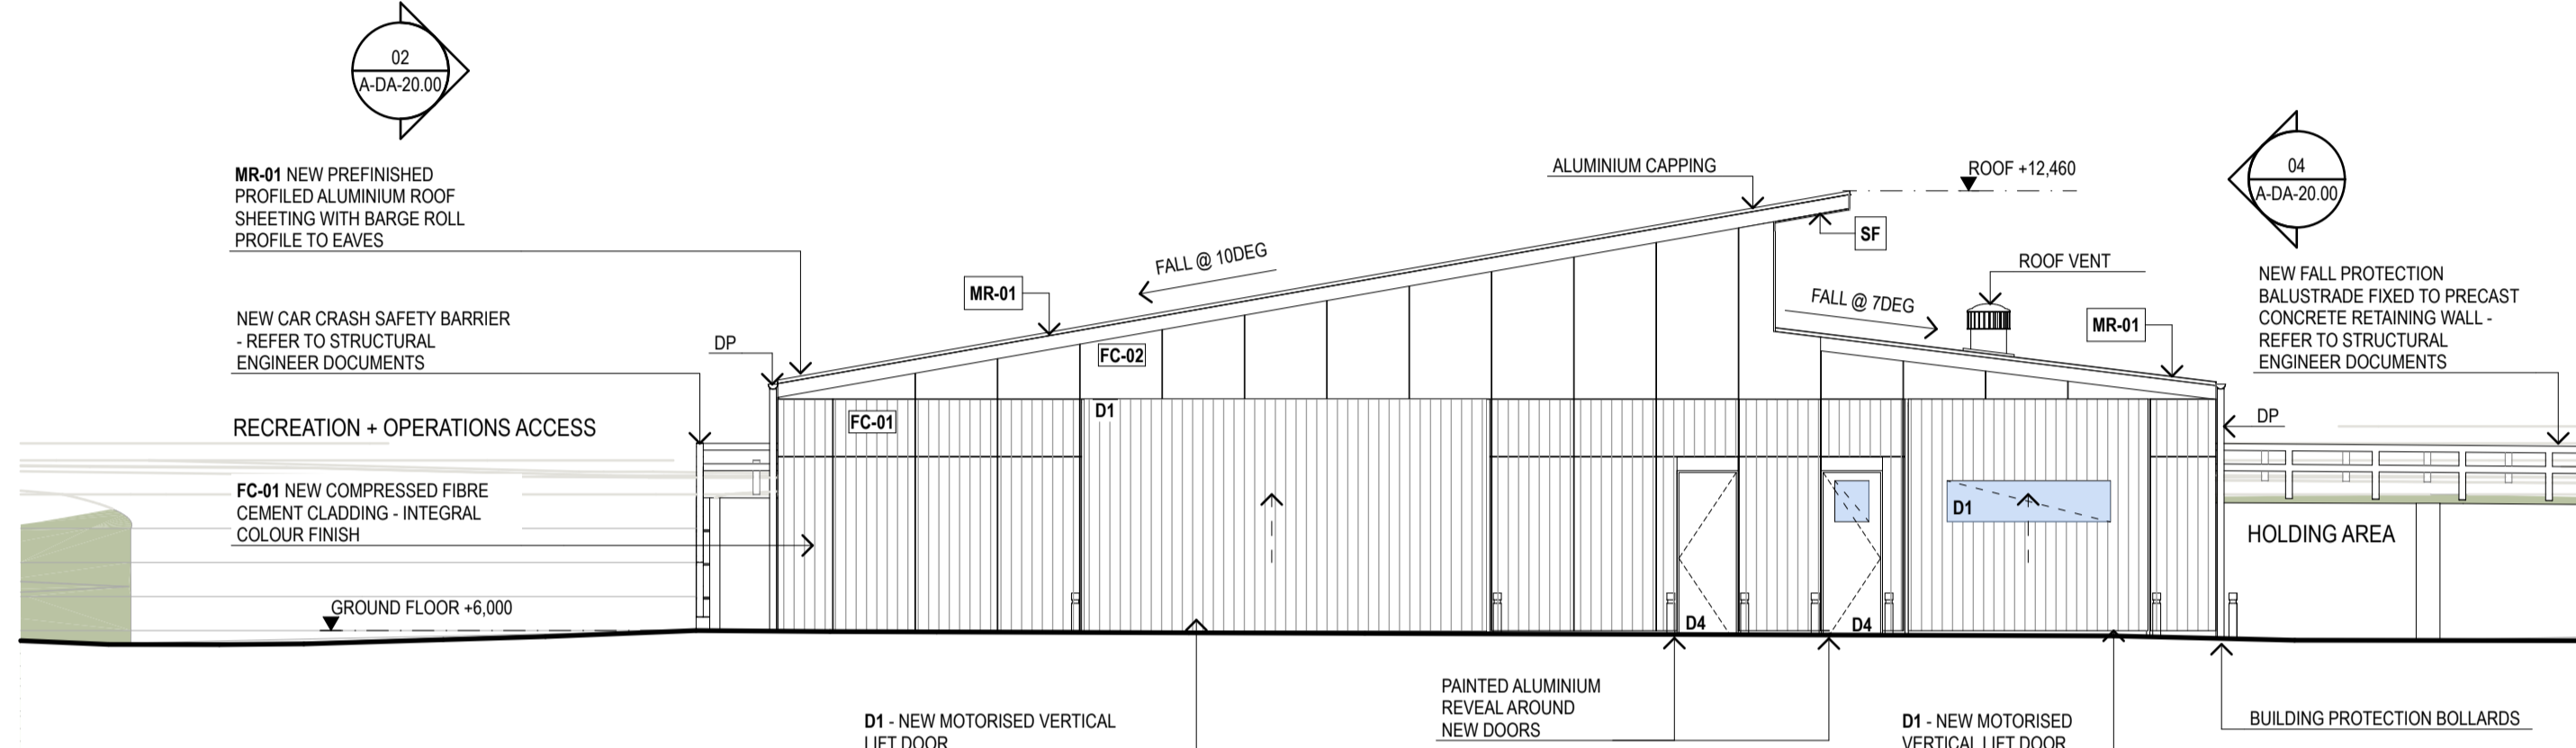 02
A-DA-20.00
MR-01 NEW PREFINISHED
PROFILED ALUMINIUM ROOF
SHEETING WITH BARGE ROLL
PROFILE TO EAVES
NEW CAR CRASH SAFETY BARRIER
- REFER TO STRUCTURAL
ENGINEER DOCUMENTS
DP
RECREATION + OPERATIONS ACCESS
FC-01 NEW COMPRESSED FIBRE
CEMENT CLADDING - INTEGRAL
COLOUR FINISH
GROUND FLOOR +6,000
MR-01
FALL @ 10DEG
FC-02
FC-01
D1
ALUMINIUM CAPPING
ROOF +12,460
SF
ROOF VENT
FALL @ 7DEG
MR-01
04
A-DA-20.00
NEW FALL PROTECTION
BALUSTRADE FIXED TO PRECAST
CONCRETE RETAINING WALL -
REFER TO STRUCTURAL
ENGINEER DOCUMENTS
DP
D1
HOLDING AREA
D4
D4
D1 - NEW MOTORISED VERTICAL
LIFT DOOR
PAINTED ALUMINIUM
REVEAL AROUND
NEW DOORS
D1 - NEW MOTORISED
VERTICAL LIFT DOOR
BUILDING PROTECTION BOLLARDS